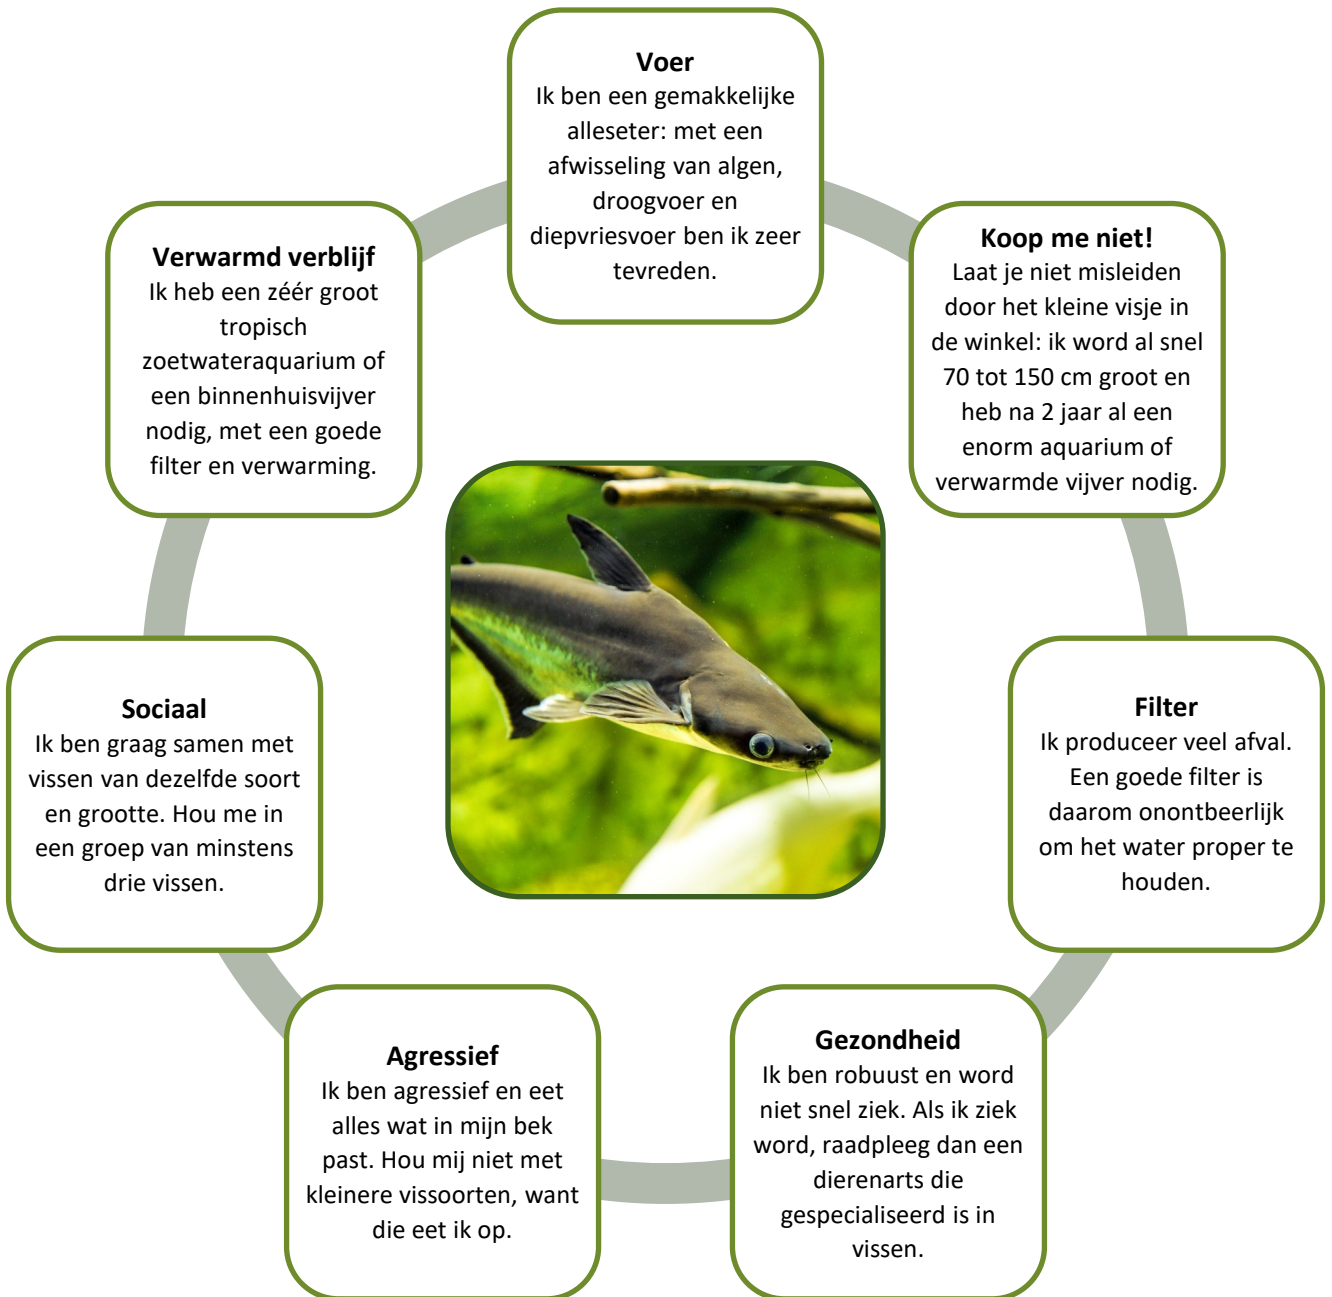 Voer
Ik ben een gemakkelijke
alleseter: met een
afwisseling van algen,
droogvoer en
diepvriesvoer ben ik zeer
tevreden.
Koop me niet!
Laat je niet misleiden
door het kleine visje in
de winkel: ik word al snel
70 tot 150 cm groot en
heb na 2 jaar al een
enorm aquarium of
verwarmde vijver nodig.
Filter
Ik produceer veel afval.
Een goede filter is
daarom onontbeerlijk
om het water proper te
houden.
Gezondheid
Ik ben robuust en word
niet snel ziek. Als ik ziek
word, raadpleeg dan een
dierenarts die
gespecialiseerd is in
vissen.
Agressief
Ik ben agressief en eet
alles wat in mijn bek
past. Hou mij niet met
kleinere vissoorten, want
die eet ik op.
Sociaal
Ik ben graag samen met
vissen van dezelfde soort
en grootte. Hou me in
een groep van minstens
drie vissen.
Verwarmd verblijf
Ik heb een zéér groot
tropisch
zoetwateraquarium of
een binnenhuisvijver
nodig, met een goede
filter en verwarming.